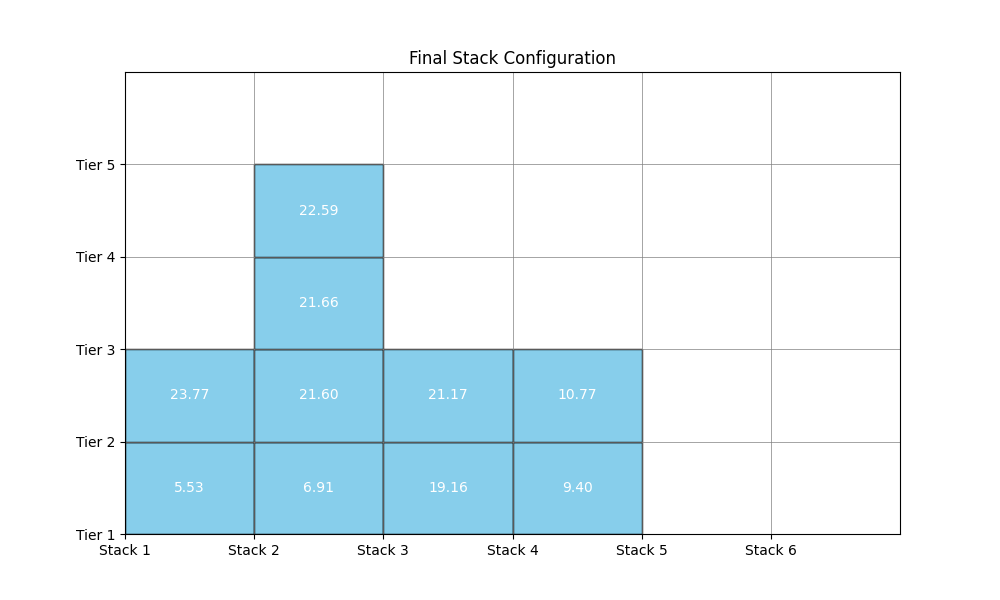 Final Stack Configuration
Tier 5
22.59
Tier 4
21.66
Tier 3
23.77 21.60 21.17 10.77
Tier 2
5.53 6.91 19.16 9.40
Tier 1
Stack 1 Stack 2 Stack 3 Stack 4 Stack 5 Stack 6